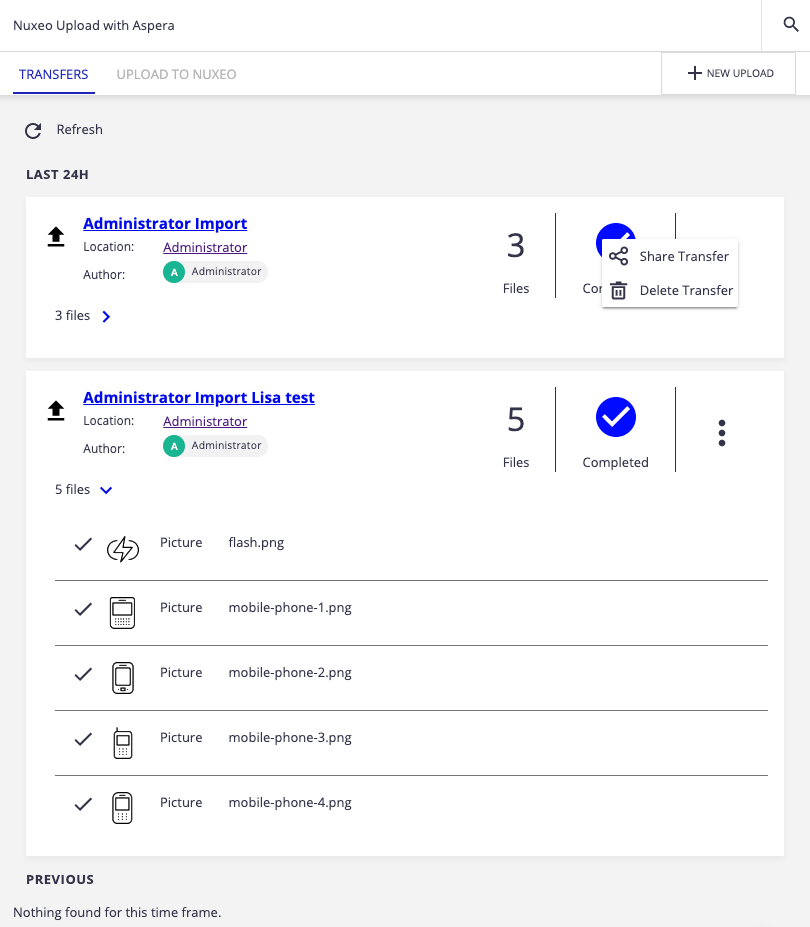 Nuxeo Upload with Aspera
TRANSFERS UPLOAD TO NUXEO NEW UPLOAD
Refresh
LAST 24H
Administrator Import
Location: Administrator
Author: A Administrator
3
Files
Share Transfer
Delete Transfer
3 files
Administrator Import Lisa test
Location: Administrator
Author: A Administrator
5
Files
Completed
5 files
Picture flash.png
Picture mobile-phone-1.png
Picture mobile-phone-2.png
Picture mobile-phone-3.png
Picture mobile-phone-4.png
PREVIOUS
Nothing found for this time frame.